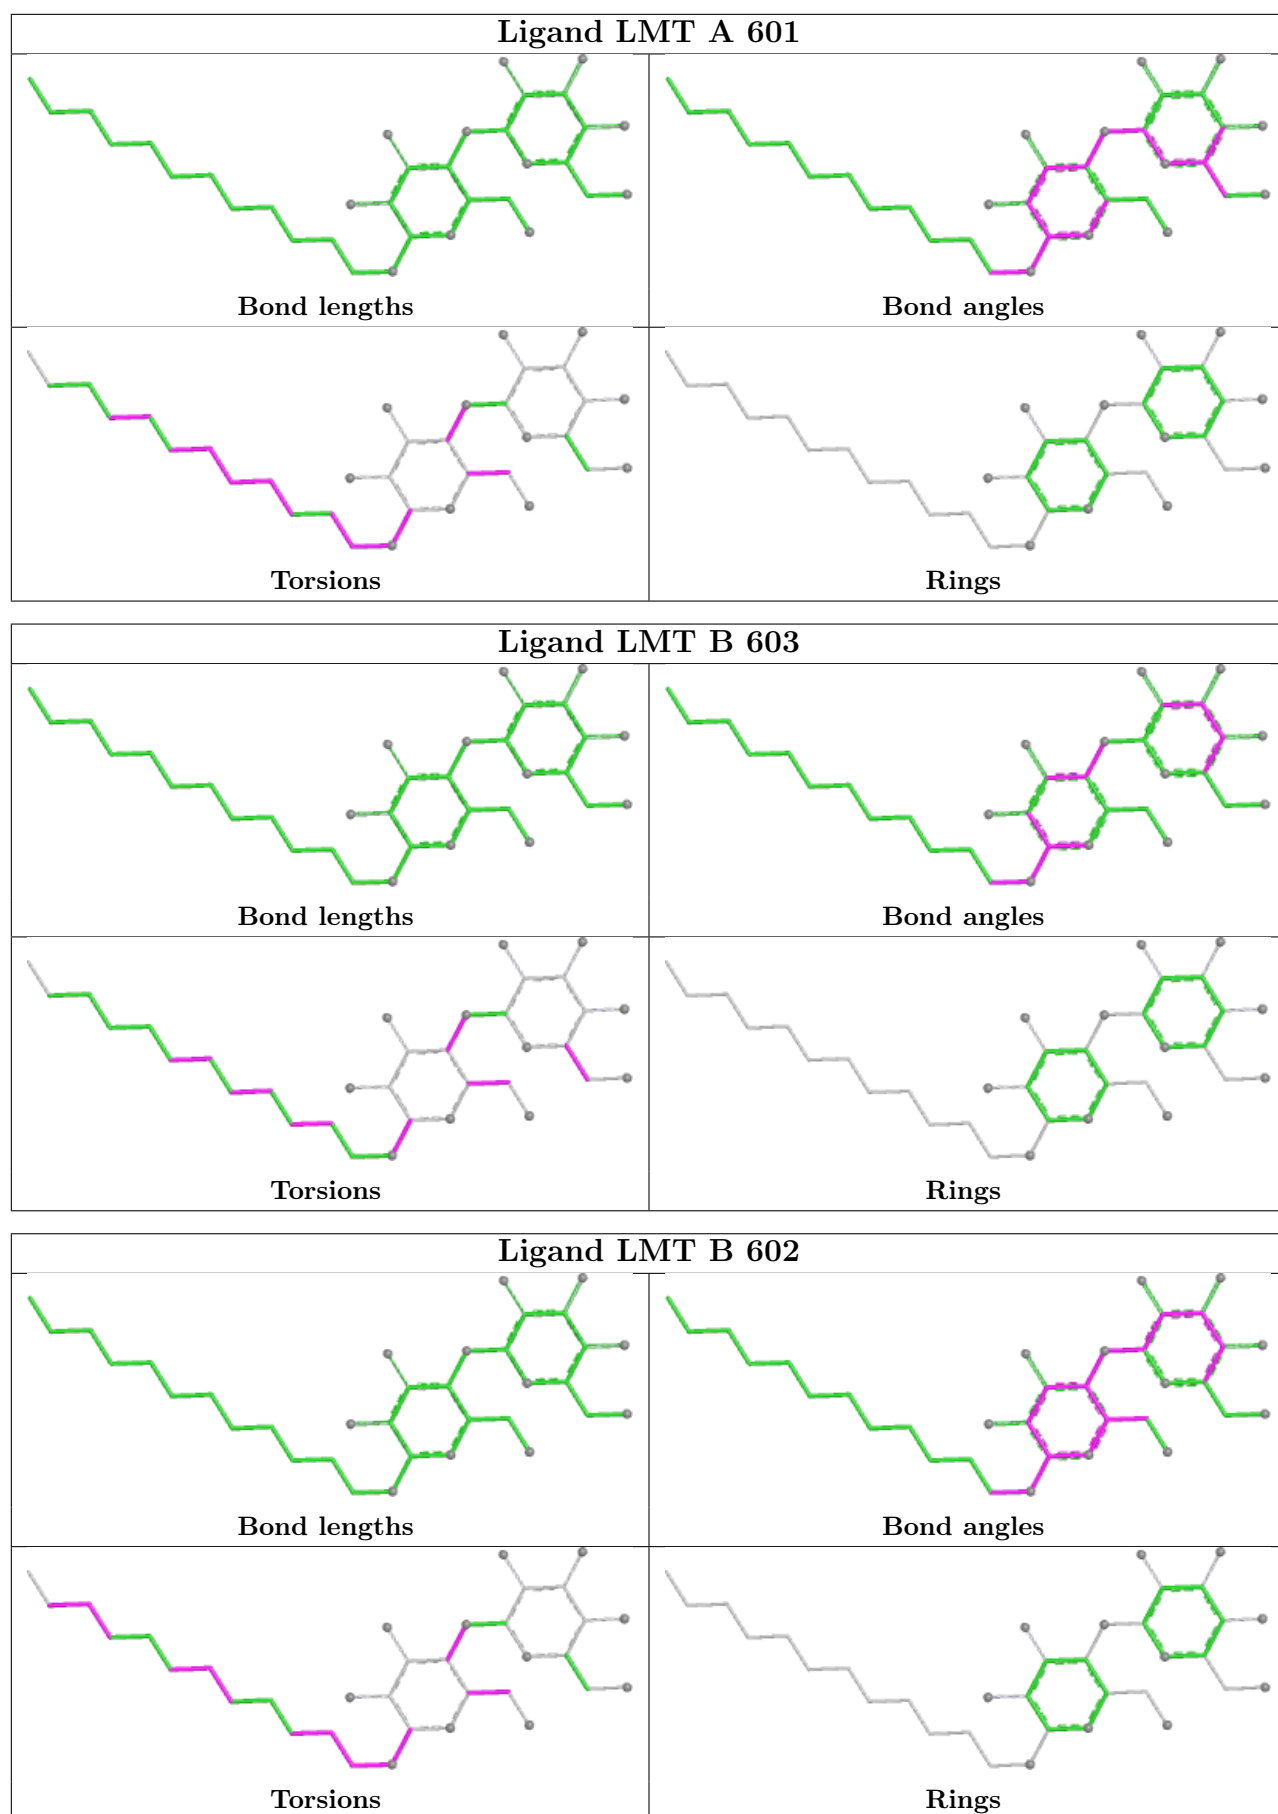 Ligand LMT A 601
Bond lengths
Bond angles
Torsions
Rings
Ligand LMT B 603
Bond lengths
Bond angles
Torsions
Rings
Ligand LMT B 602
Bond lengths
Bond angles
Torsions
Rings